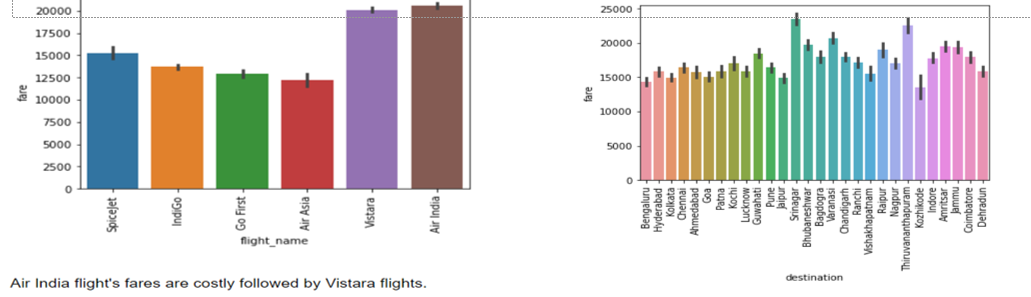 20000
17500
15000
12500
10000
7500
5000
2500
0
fare
SpiceJet
IndiGo
Go First
Air Asia
Vistara
Air India
flight_name
25000
20000
15000
10000
5000
0
fare
Bengaluru
Hyderabad
Kolkata
Chennai
Ahmedabad
Goa
Patna
Kochi
Lucknow
Guwahati
Pune
Jaipur
Srinagar
Bhubaneshwar
Bagdogra
Varanasi
Chandigarh
Ranchi
Vishakhapatnam
Raipur
Nagpur
Thiruvananthapuram
Kozhikode
Indore
Amritsar
Jammu
Coimbatore
Dehradun
destination
Air India flight's fares are costly followed by Vistara flights.